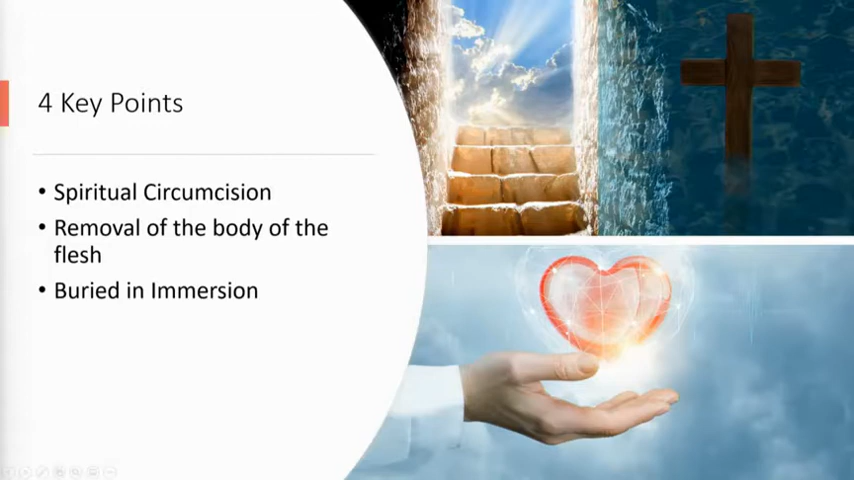 4 Key Points
• Spiritual Circumcision
• Removal of the body of the
flesh
• Buried in Immersion